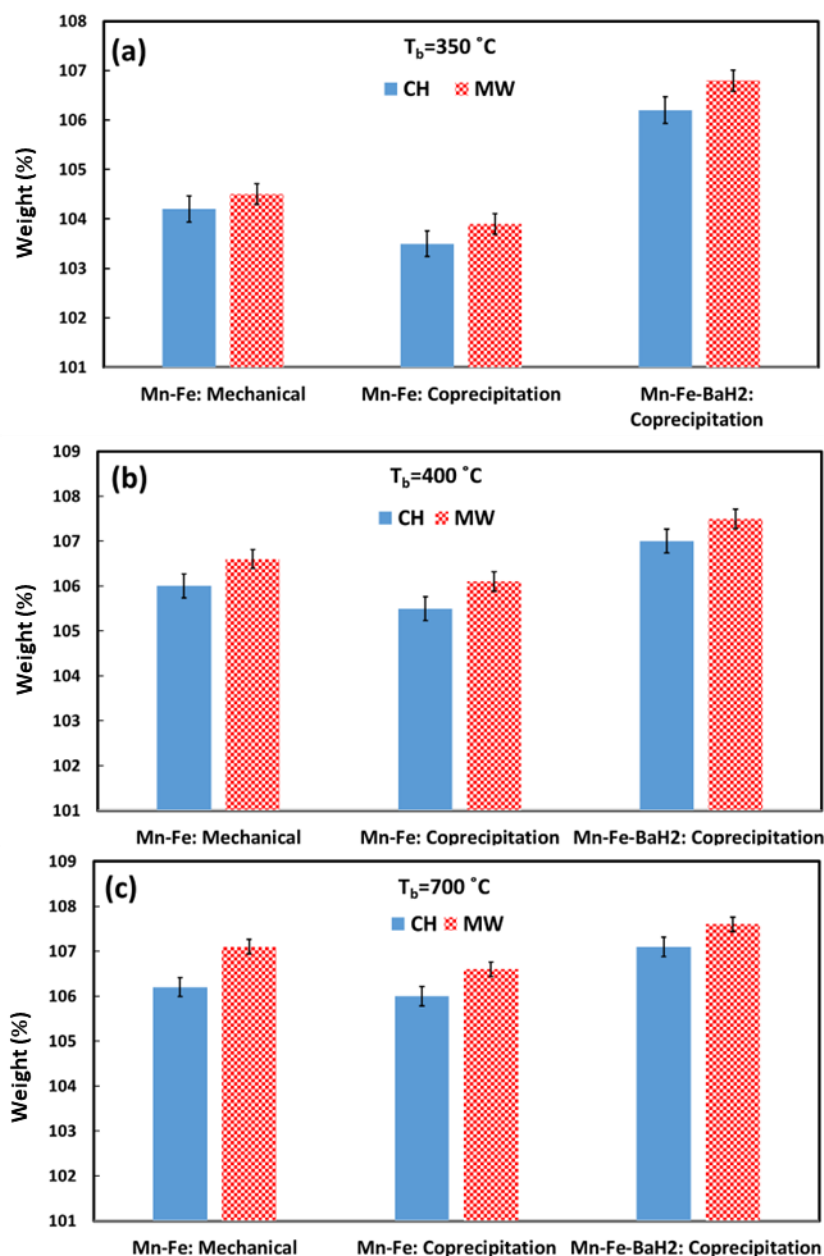 (a)
T_b=350 ˚C
CH MW
Weight (%)
108
107
106
105
104
103
102
101
Mn-Fe: Mechanical
Mn-Fe: Coprecipitation
Mn-Fe-BaH2:
Coprecipitation
(b)
T_b=400 ˚C
CH MW
Weight (%)
109
108
107
106
105
104
103
102
101
Mn-Fe: Mechanical
Mn-Fe: Coprecipitation
Mn-Fe-BaH2: Coprecipitation
(c)
T_b=700 ˚C
CH MW
Weight (%)
109
108
107
106
105
104
103
102
101
Mn-Fe: Mechanical
Mn-Fe: Coprecipitation
Mn-Fe-BaH2: Coprecipitation